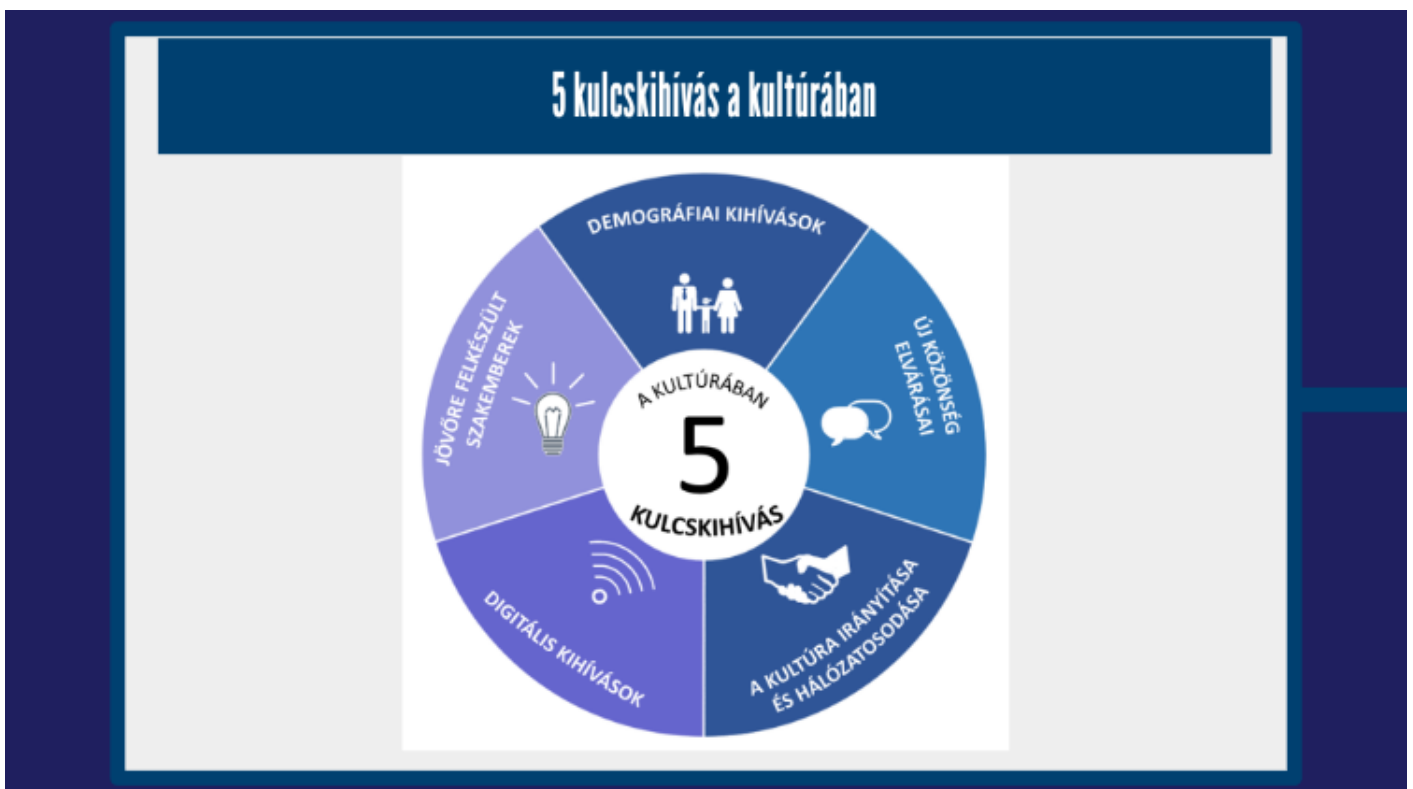 5 kulcskihívás a kultúrában
DEMOGRÁFIAI KIHÍVÁSOK
ÚJ KÖZÖNSÉG
ELVÁRÁSAI
A KULTÚRA IRÁNYÍTÁSA
ÉS HÁLÓZATOSODÁSA
DIGITÁLIS KIHÍVÁSOK
JÖVŐRE FELKÉSZÜLT
SZAKEMBEREK
A KULTÚRÁBAN
5
KULCSKIHÍVÁS